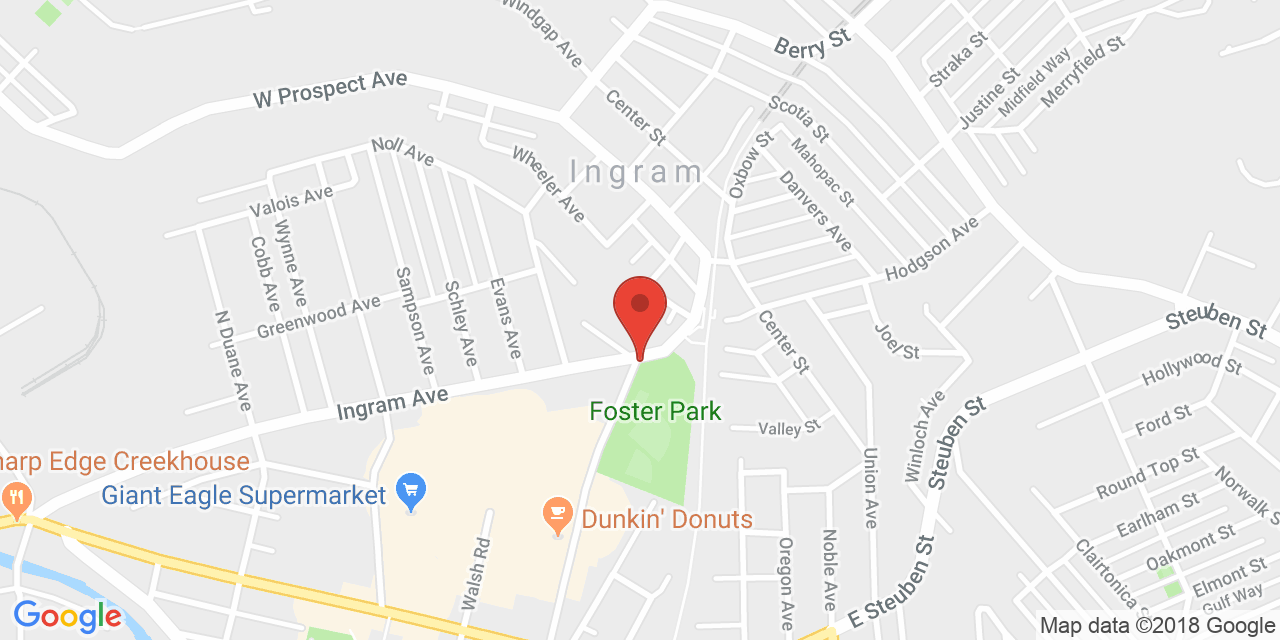 Windgap Ave
Berry St
W Prospect Ave
Straka St
Justine St
Midfield Way
Merryfield St
Center St
Scotia St
Noll Ave
Wheeler Ave
Ingram
Oxbow St
Mahopac St
Danvers Ave
Valois Ave
Wynne Ave
Cobb Ave
Hodgson Ave
Greenwood Ave
Sampson Ave
Schley Ave
Evans Ave
N Duane Ave
Center St
Joer St
Steuben St
Hollywood St
Ingram Ave
Foster Park
Valley St
Winloch Ave
Steuben St
Ford St
Union Ave
harp Edge Creekhouse
Round Top St
Norwalk S
Giant Eagle Supermarket
Dunkin' Donuts
Earlham St
Walsh Rd
Oregon Ave
Noble Ave
E Steuben St
Clairtonica S
Oakmont St
Elmont St
Gulf Way
Google
Map data ©2018 Google